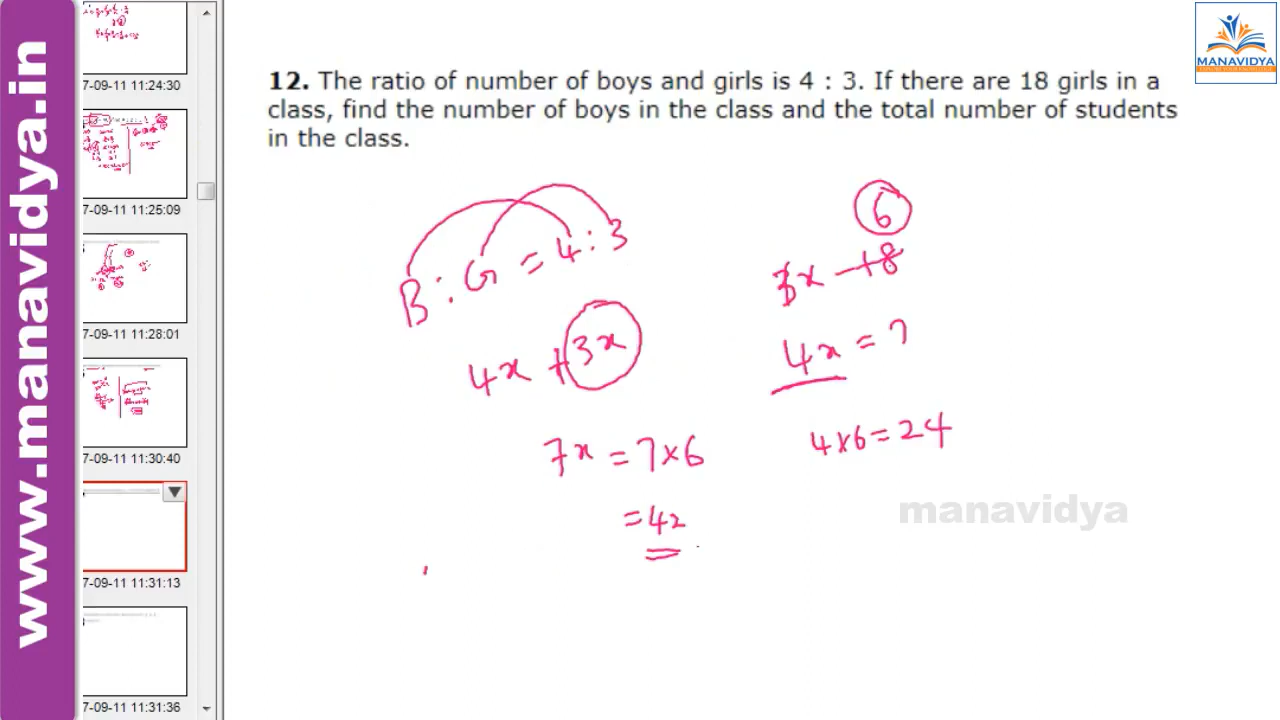 www.manavidya.in
7-09-11 11:24:30
7-09-11 11:25:09
7-09-11 11:28:01
7-09-11 11:30:40
7-09-11 11:31:13
7-09-11 11:31:36
MANAVIDYA
12. The ratio of number of boys and girls is 4 : 3. If there are 18 girls in a
class, find the number of boys in the class and the total number of students
in the class.
B : G = 4 : 3
4x + 3x
7x = 7x6
= 42
6
3x - 18
4x = ?
4x6 = 24
manavidya